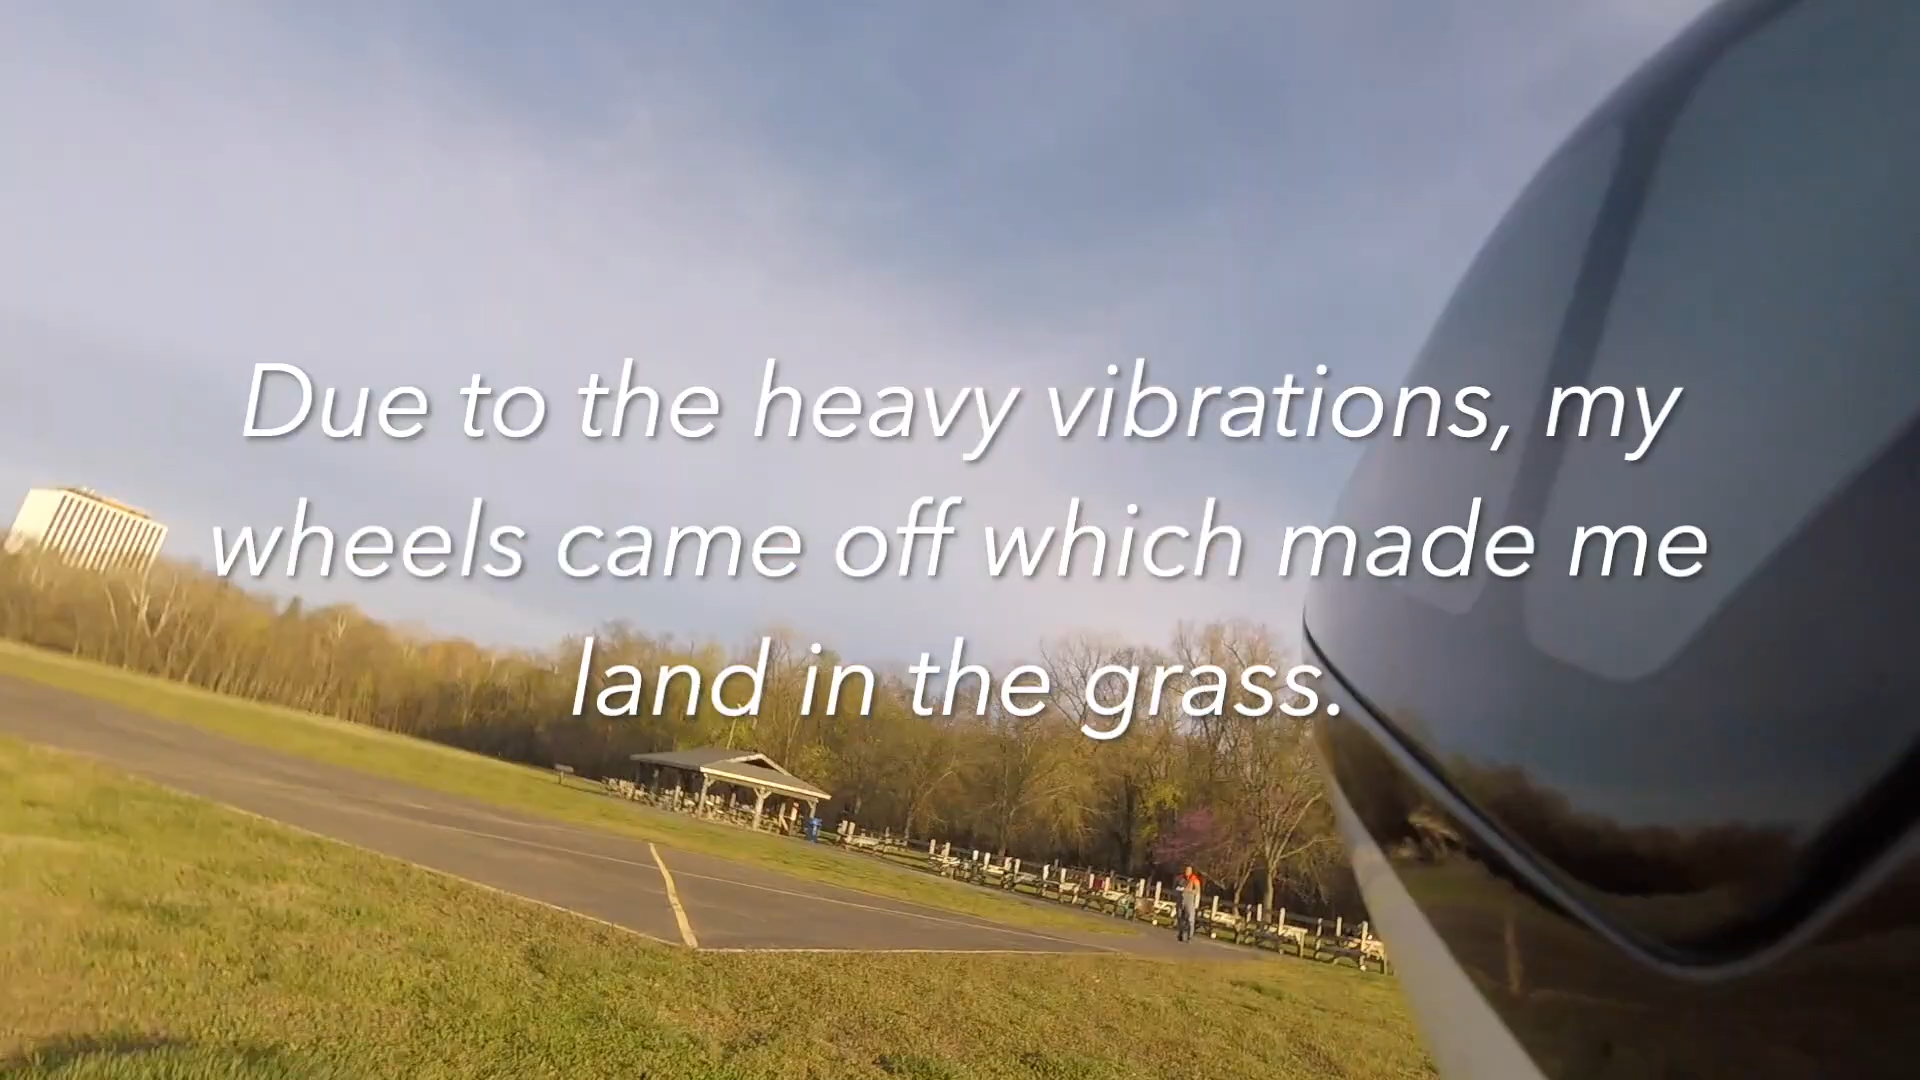 Due to the heavy vibrations, my
wheels came off which made me
land in the grass.